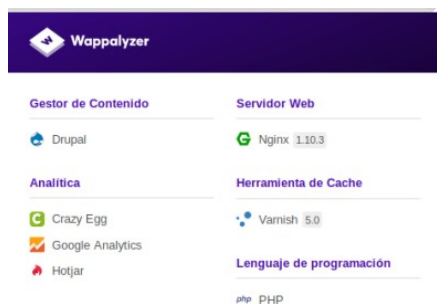 Wappalyzer
Gestor de Contenido
Drupal
Analítica
Crazy Egg
Google Analytics
Hotjar
Servidor Web
Nginx 1.10.3
Herramienta de Cache
Varnish 5.0
Lenguaje de programación
php PHP